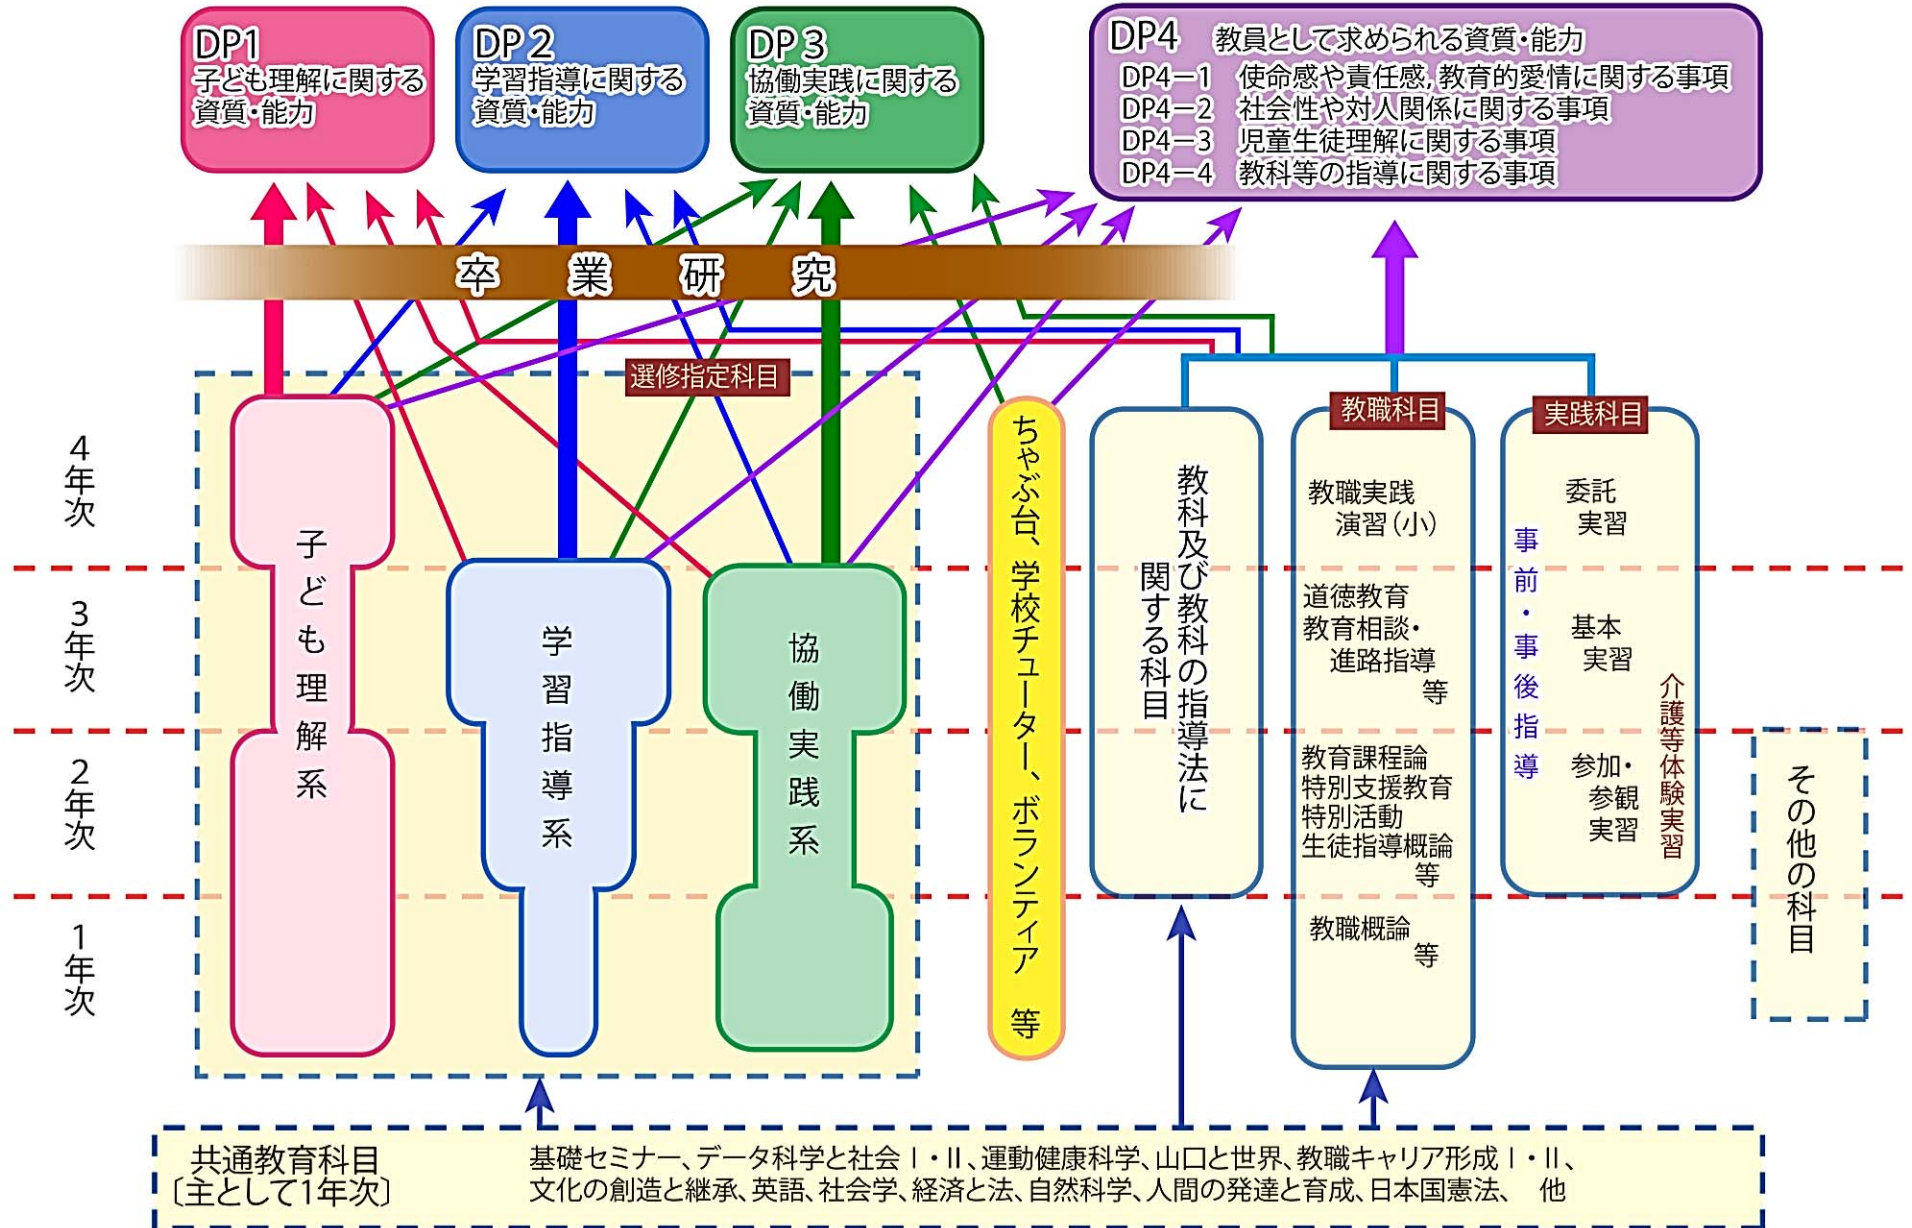 DP1
子ども理解に関する
資質・能力
DP2
学習指導に関する
資質・能力
DP3
協働実践に関する
資質・能力
DP4 教員として求められる資質・能力
DP4－1 使命感や責任感,教育的愛情に関する事項
DP4－2 社会性や対人関係に関する事項
DP4－3 児童生徒理解に関する事項
DP4－4 教科等の指導に関する事項
卒業研究
選修指定科目
4年次
3年次
2年次
1年次
子ども理解系
学習指導系
協働実践系
ちゃぶ台、学校チューター、ボランティア 等
教科及び教科の指導法に
関する科目
教職科目
教職実践
演習（小）
道徳教育
教育相談・
進路指導
等
教育課程論
特別支援教育
特別活動
生徒指導概論
等
教職概論
等
実践科目
委託
実習
事前・事後指導
基本
実習
参加・
参観
実習
介護等体験実習
その他の科目
共通教育科目
〔主として1年次〕
基礎セミナー、データ科学と社会Ⅰ・Ⅱ、運動健康科学、山口と世界、教職キャリア形成Ⅰ・Ⅱ、
文化の創造と継承、英語、社会学、経済と法、自然科学、人間の発達と育成、日本国憲法、 他